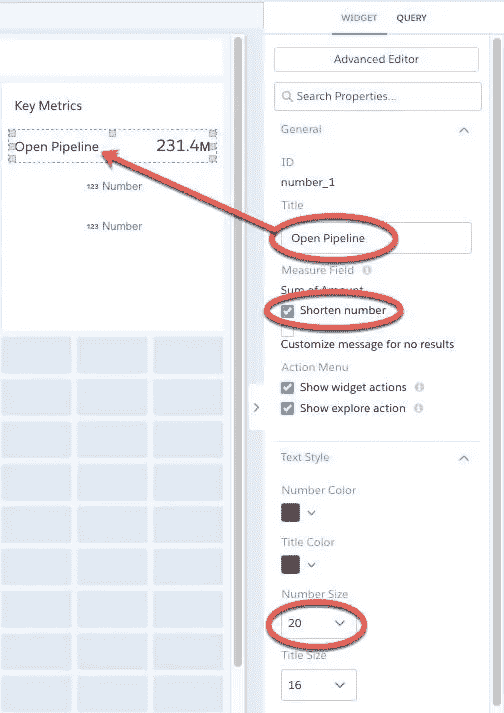 WIDGET QUERY
Advanced Editor
Search Properties...
General
ID
number_1
Title
Open Pipeline
Measure Field
Sum of Amount
Shorten number
Customize message for no results
Action Menu
Show widget actions
Show explore action
Text Style
Number Color
Title Color
Number Size
20
Title Size
16
Key Metrics
Open Pipeline 231.4M
123 Number
123 Number